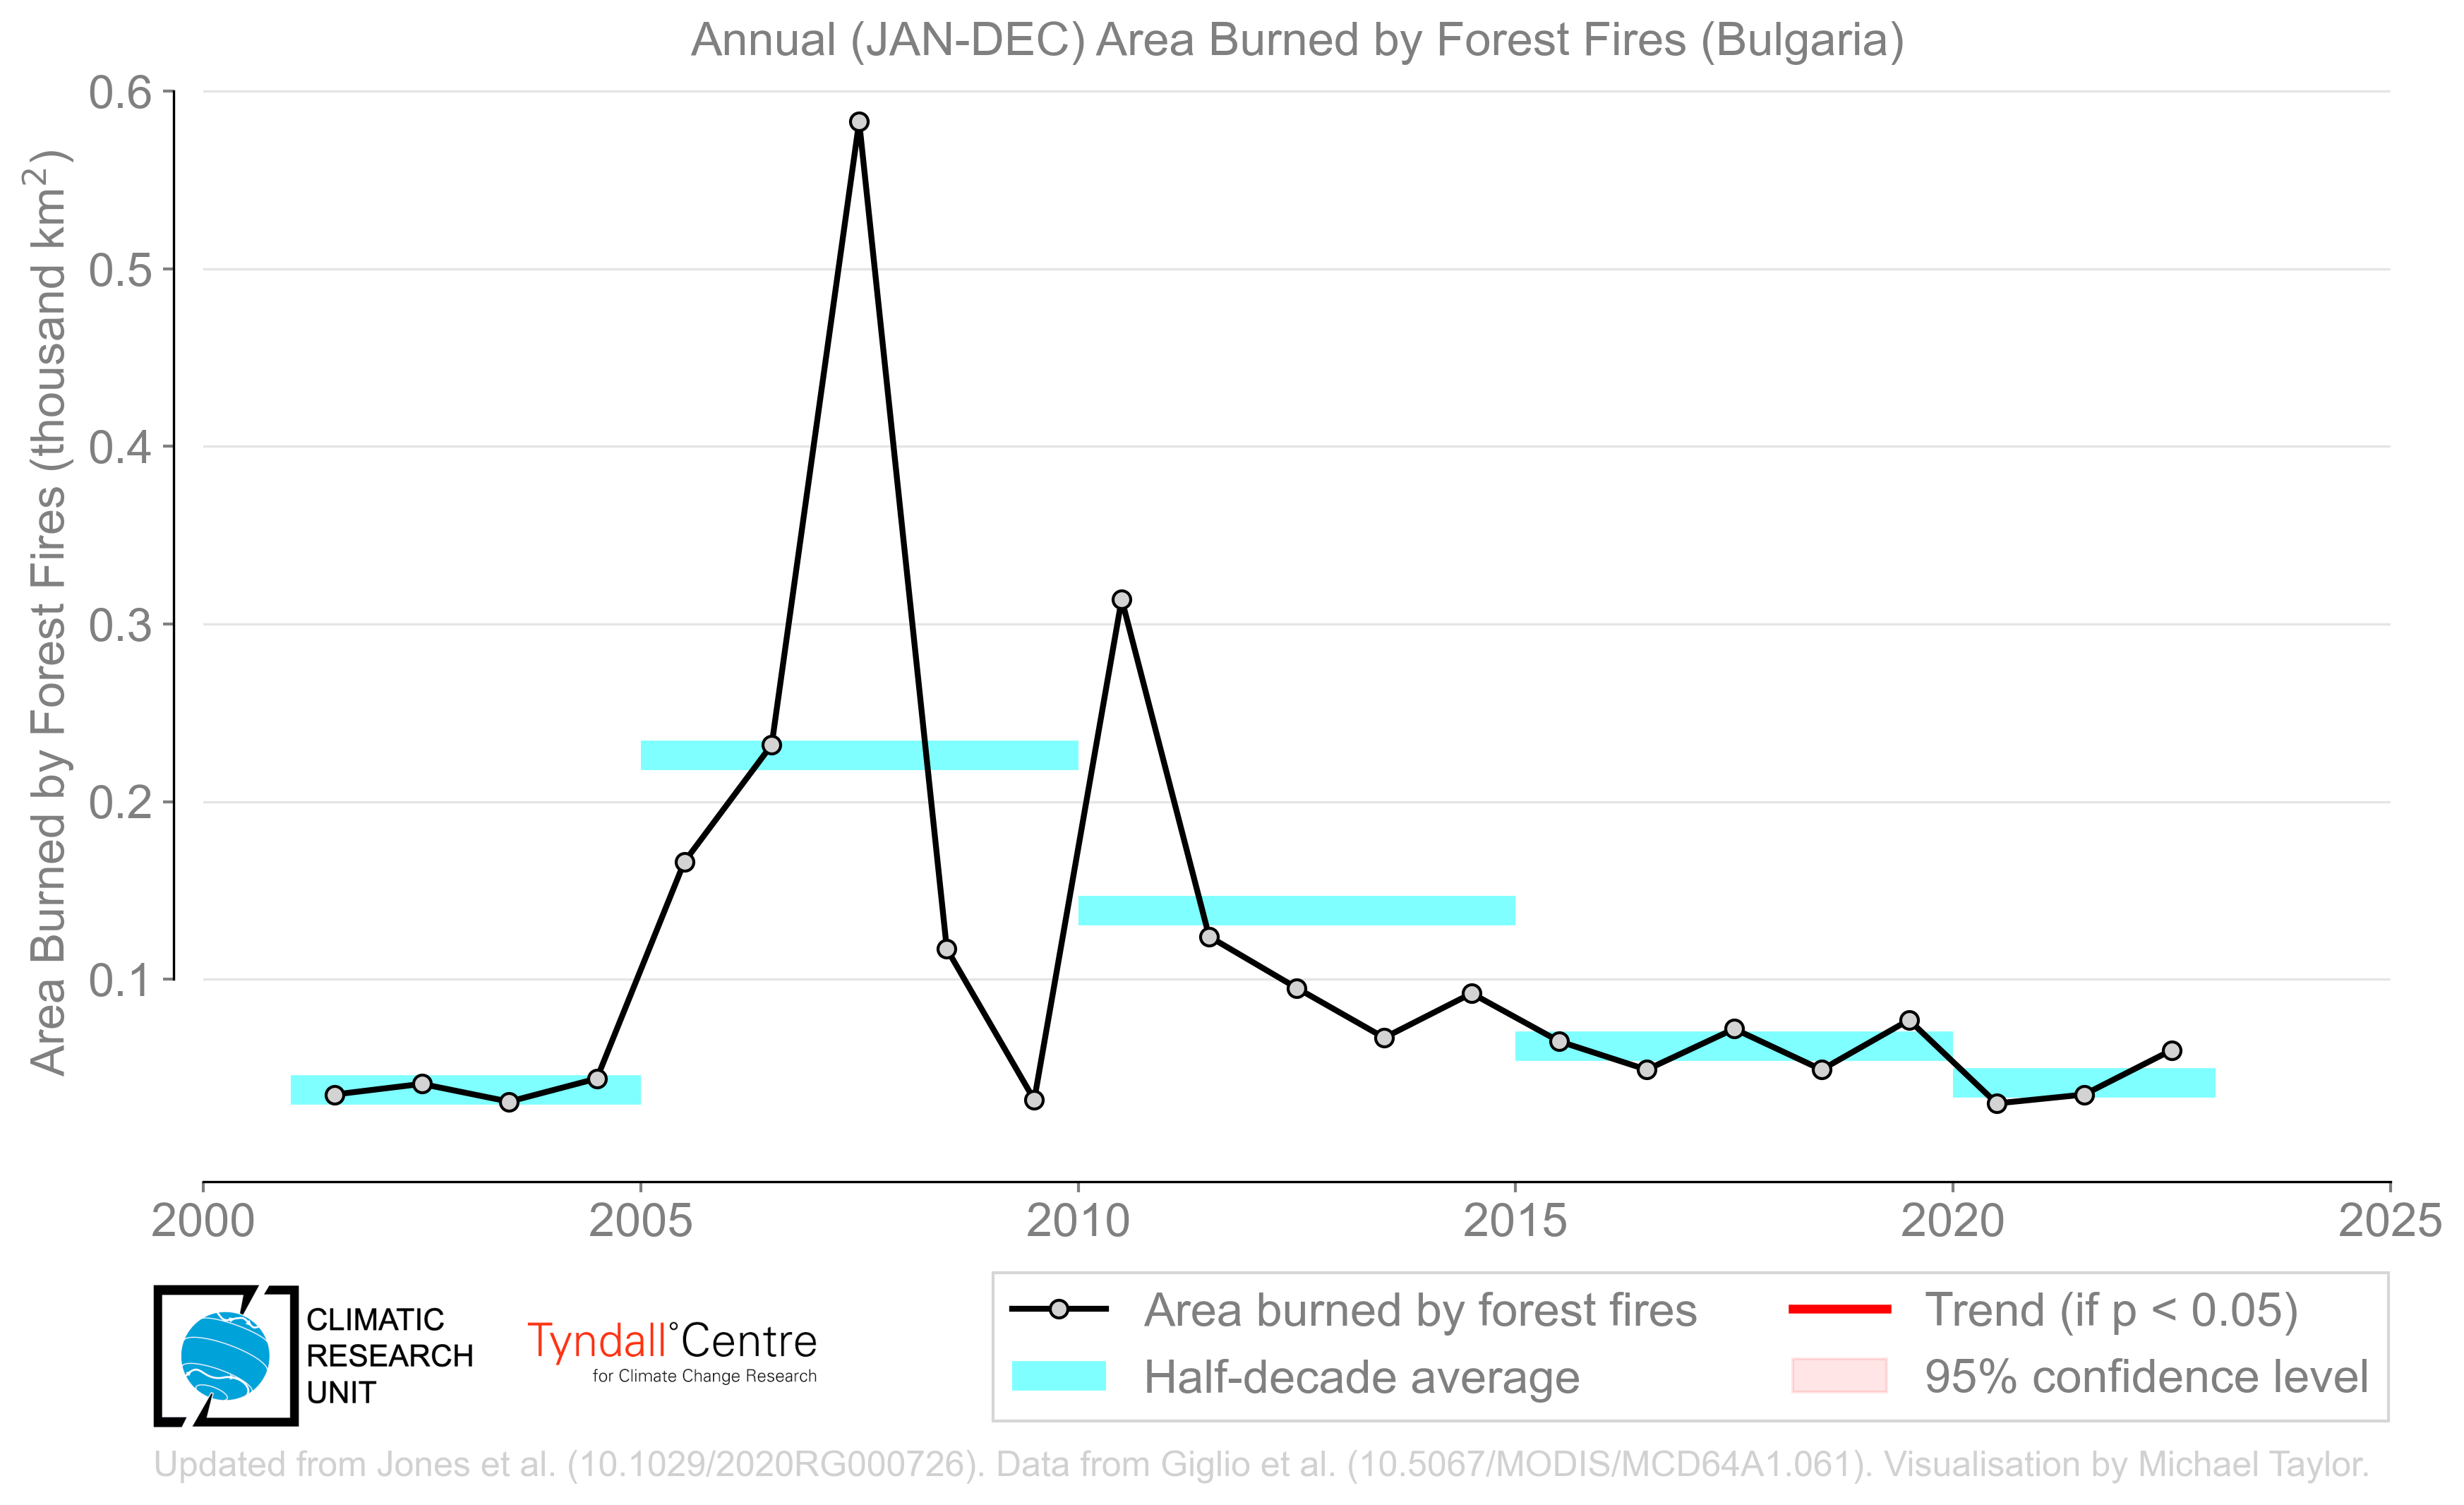 Annual (JAN-DEC) Area Burned by Forest Fires (Bulgaria)
Area Burned by Forest Fires (thousand km²)
0.6
0.5
0.4
0.3
0.2
0.1
2000 2005 2010 2015 2020 2025
CLIMATIC
RESEARCH
UNIT
Tyndall°Centre
for Climate Change Research
Area burned by forest fires
Half-decade average
Trend (if p < 0.05)
95% confidence level
Updated from Jones et al. (10.1029/2020RG000726). Data from Giglio et al. (10.5067/MODIS/MCD64A1.061). Visualisation by Michael Taylor.